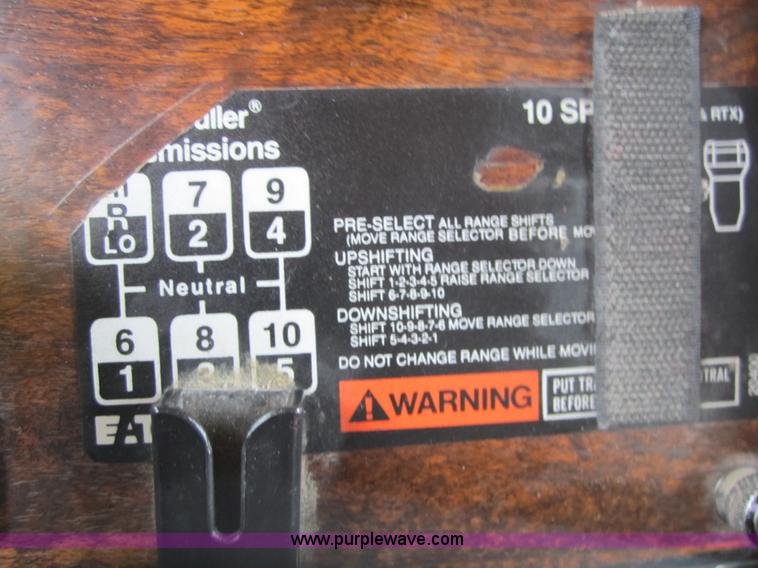 uller®
10 SP & RTX)
smissions
HI 7 9
R
LO 2 4
Neutral
6 8 10
1 5
PRE-SELECT ALL RANGE SHIFTS
(MOVE RANGE SELECTOR BEFORE MOV
UPSHIFTING
START WITH RANGE SELECTOR DOWN
SHIFT 1-2-3-4-5 RAISE RANGE SELECTOR
SHIFT 6-7-8-9-10
DOWNSHIFTING
SHIFT 10-9-8-7-6 MOVE RANGE SELECTOR
SHIFT 5-4-3-2-1
DO NOT CHANGE RANGE WHILE MOVI
WARNING
PUT TRA TRAL
BEFORE
EAT
www.purplewave.com